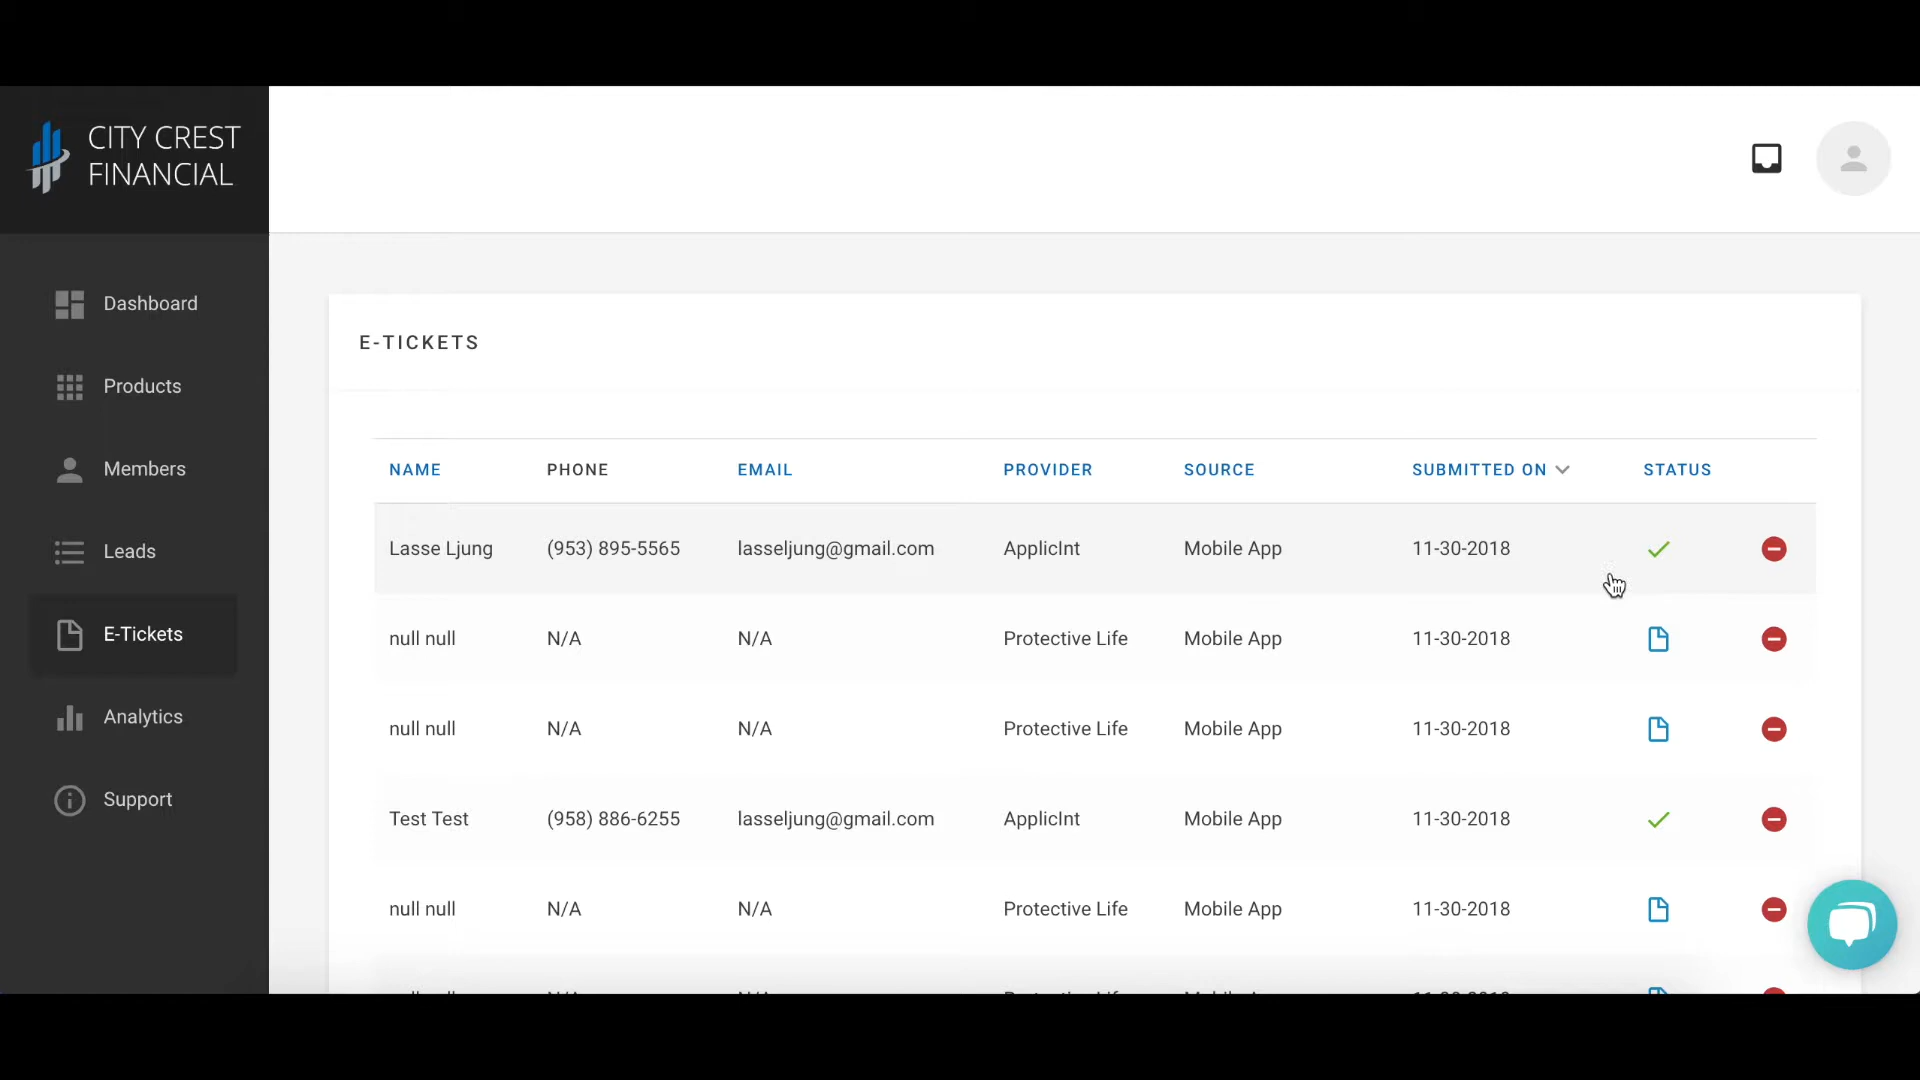 CITY CREST
FINANCIAL
Dashboard
Products
Members
Leads
E-Tickets
Analytics
Support
E-TICKETS
NAME PHONE EMAIL PROVIDER SOURCE SUBMITTED ON STATUS
Lasse Ljung (953) 895-5565 lasseljung@gmail.com ApplicInt Mobile App 11-30-2018
null null N/A N/A Protective Life Mobile App 11-30-2018
null null N/A N/A Protective Life Mobile App 11-30-2018
Test Test (958) 886-6255 lasseljung@gmail.com ApplicInt Mobile App 11-30-2018
null null N/A N/A Protective Life Mobile App 11-30-2018